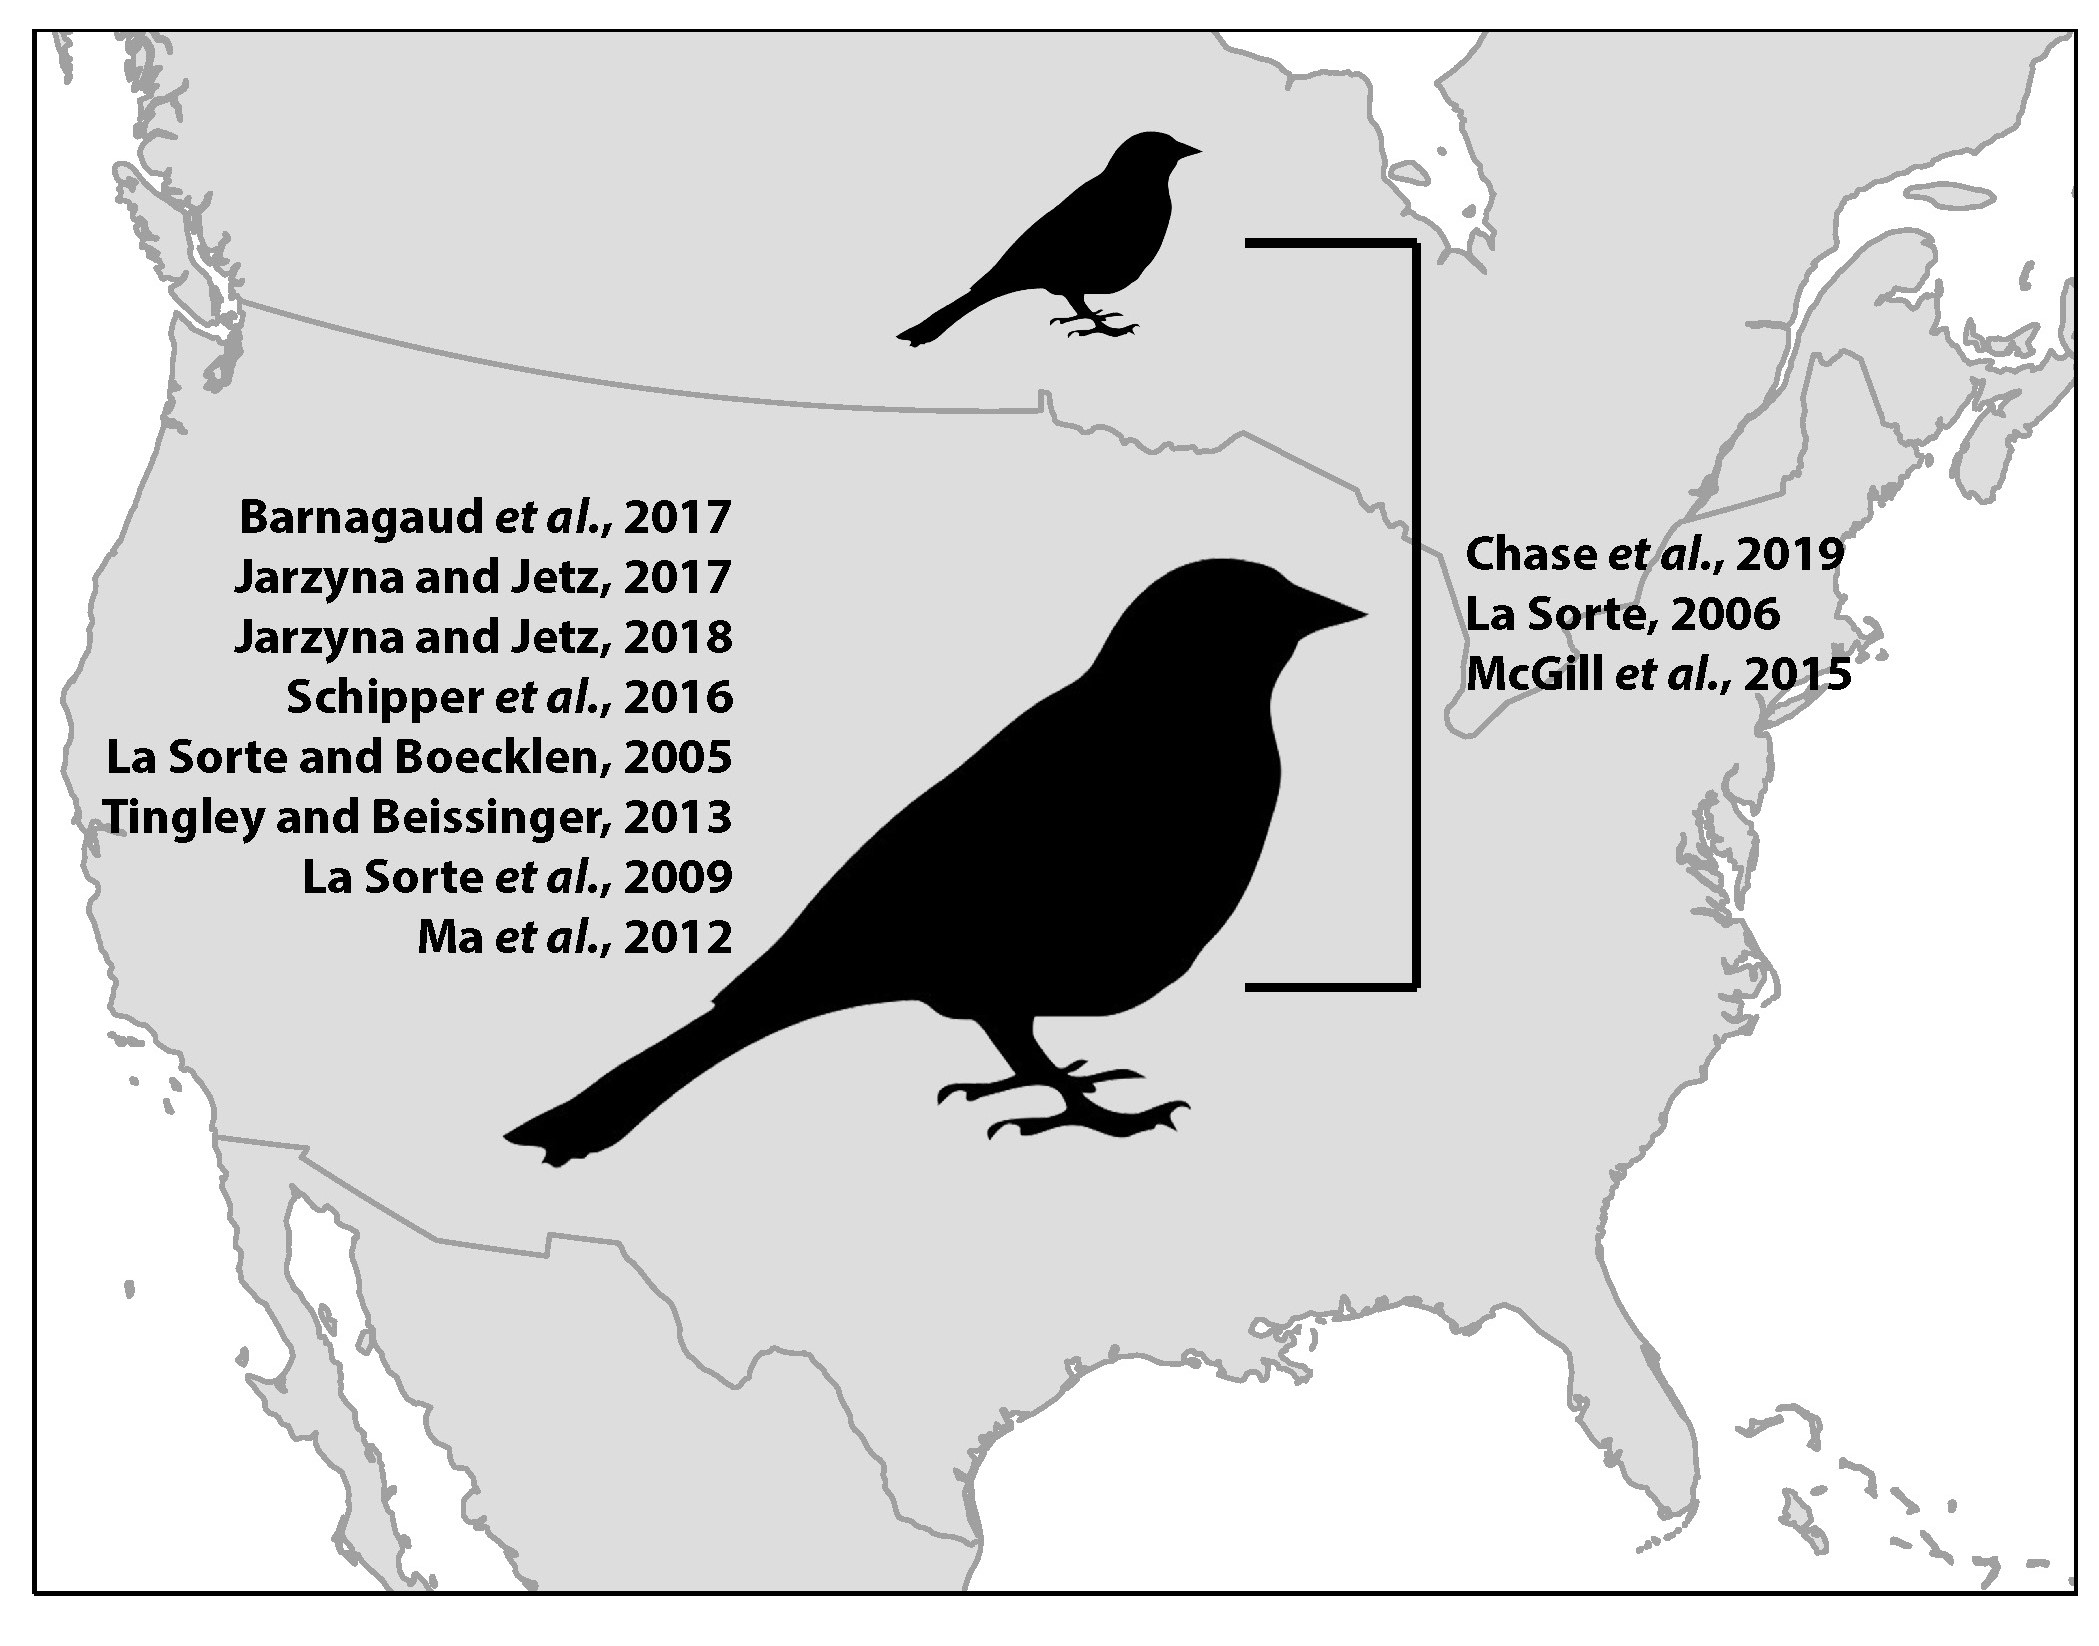 Barnagaud et al., 2017
Jarzyna and Jetz, 2017
Jarzyna and Jetz, 2018
Schipper et al., 2016
La Sorte and Boecklen, 2005
Tingley and Beissinger, 2013
La Sorte et al., 2009
Ma et al., 2012
Chase et al., 2019
La Sorte, 2006
McGill et al., 2015